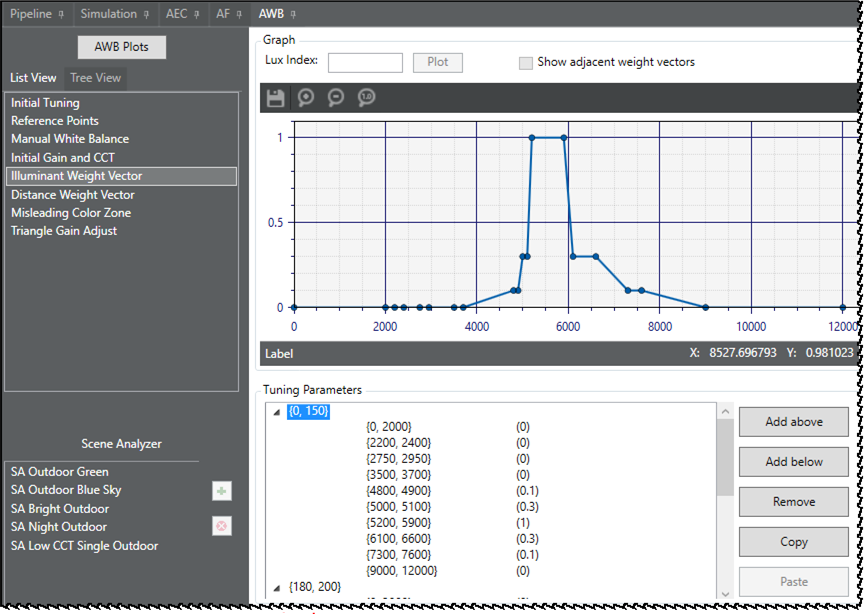 Pipeline Simulation AEC AF AWB
AWB Plots
List View Tree View
Initial Tuning
Reference Points
Manual White Balance
Initial Gain and CCT
Illuminant Weight Vector
Distance Weight Vector
Misleading Color Zone
Triangle Gain Adjust
Scene Analyzer
SA Outdoor Green
SA Outdoor Blue Sky
SA Bright Outdoor
SA Night Outdoor
SA Low CCT Single Outdoor
Graph
Lux Index: Plot Show adjacent weight vectors
1.0
1
0.5
0
0 2000 4000 6000 8000 10000 12000
Label X: 8527.696793 Y: 0.981023
Tuning Parameters
{0, 150}
{0, 2000} (0)
{2200, 2400} (0)
{2750, 2950} (0)
{3500, 3700} (0)
{4800, 4900} (0.1)
{5000, 5100} (0.3)
{5200, 5900} (1)
{6100, 6600} (0.3)
{7300, 7600} (0.1)
{9000, 12000} (0)
{180, 200}
Add above
Add below
Remove
Copy
Paste